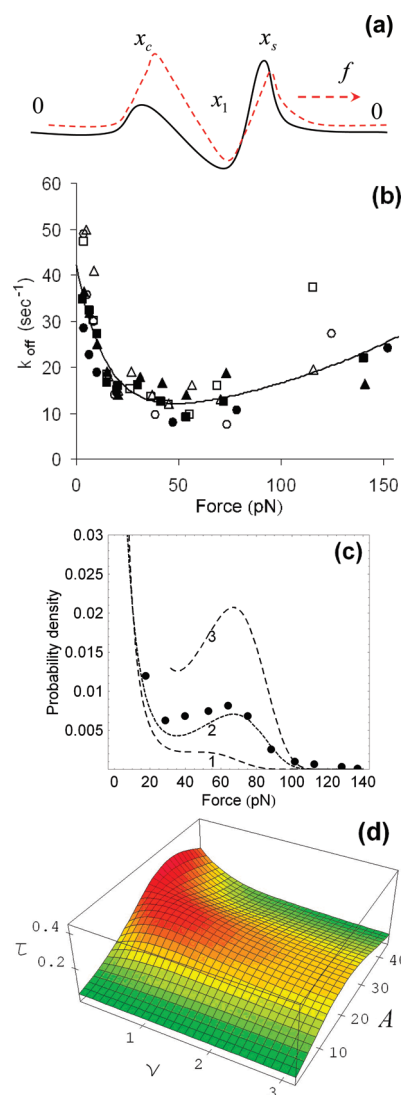 (a)
x_c x_s
0 x_1 f 0
(b)
60
50
40
30
20
10
0
k_off (sec⁻¹)
0 50 100 150
Force (pN)
(c)
0.03
0.025
0.02
0.015
0.01
0.005
Probability density
3
2
1
0 20 40 60 80 100 120 140
Force (pN)
(d)
0.4
0.2
τ
1
2
3
ν
10
20
30
40
A